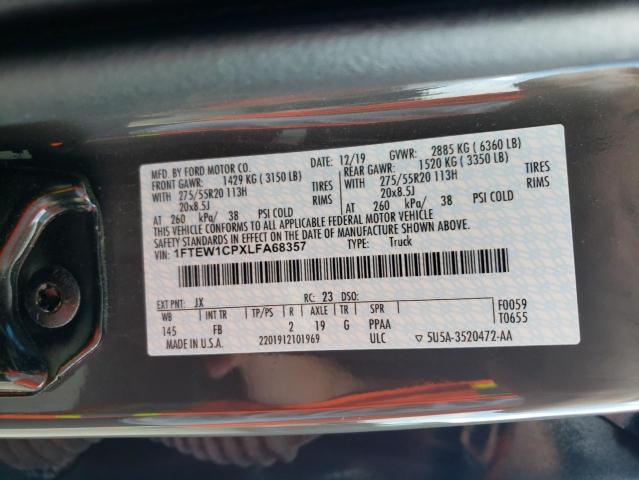 MFD. BY FORD MOTOR CO.
DATE: 12/19 GVWR: 2885 KG ( 6360 LB)
FRONT GAWR: 1429 KG ( 3150 LB) REAR GAWR: 1520 KG ( 3350 LB)
WITH 275/55R20 113H TIRES WITH 275/55R20 113H TIRES
20x8.5J RIMS 20x8.5J RIMS
AT 260 kPa/ 38 PSI COLD AT 260 kPa/ 38 PSI COLD
THIS VEHICLE CONFORMS TO ALL APPLICABLE FEDERAL MOTOR VEHICLE
SAFETY STANDARDS IN EFFECT ON THE DATE OF MANUFACTURE SHOWN ABOVE.
VIN: 1FTEW1CPXLFA68357 TYPE: Truck
EXT PNT: JX RC: 23 DSO:
WB INT TR TP/PS R AXLE TR SPR F0059
145 FB 2 19 G PPAA T0655
MADE IN U.S.A. 2201912101969 ULC ▽ 5U5A-3520472-AA